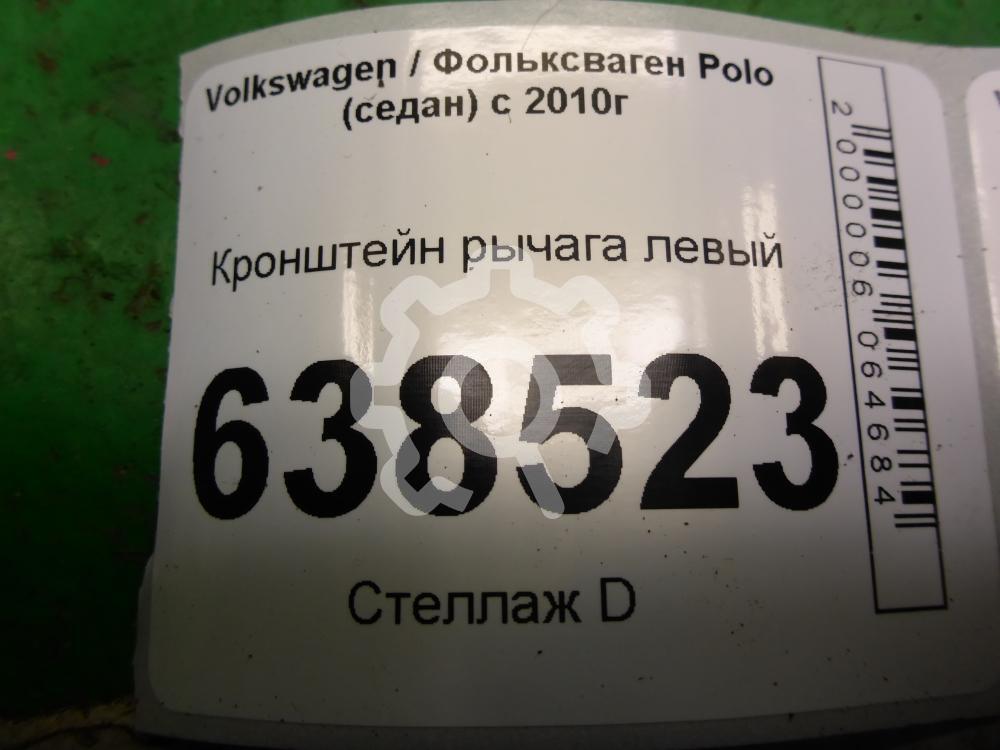 Volkswagen / Фольксваген Polo
(седан) с 2010г
Кронштейн рычага левый
638523
Стеллаж D
2000006064684